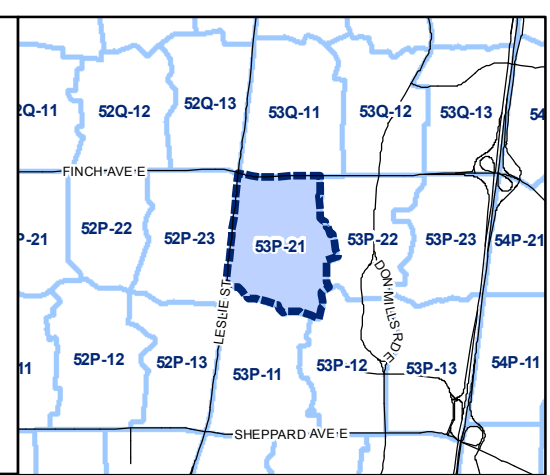 2Q-11
52Q-12
52Q-13
53Q-11
53Q-12
53Q-13
54
FINCH AVE E
P-21
52P-22
52P-23
53P-21
53P-22
53P-23
54P-21
LESLIE ST
DON MILLS RD E
11
52P-12
52P-13
53P-11
53P-12
53P-13
54P-11
SHEPPARD AVE E